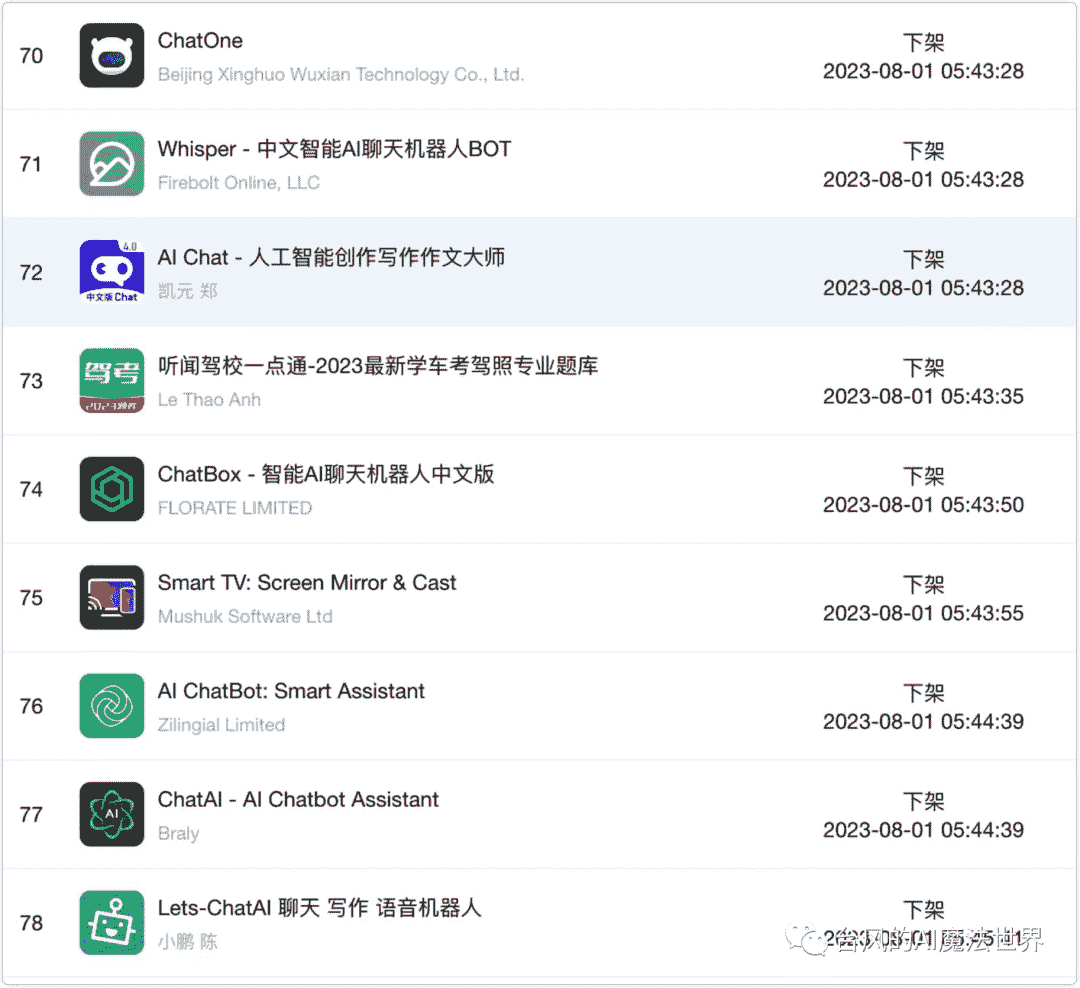 70
ChatOne
Beijing Xinghuo Wuxian Technology Co., Ltd.
下架
2023-08-01 05:43:28
71
Whisper - 中文智能AI聊天机器人BOT
Firebolt Online, LLC
下架
2023-08-01 05:43:28
72
4.0
中文版 Chat
AI Chat - 人工智能创作写作作文大师
凯元 郑
下架
2023-08-01 05:43:28
73
驾考
听闻驾校一点通-2023最新学车考驾照专业题库
Le Thao Anh
下架
2023-08-01 05:43:35
74
ChatBox - 智能AI聊天机器人中文版
FLORATE LIMITED
下架
2023-08-01 05:43:50
75
Smart TV: Screen Mirror & Cast
Mushuk Software Ltd
下架
2023-08-01 05:43:55
76
AI ChatBot: Smart Assistant
Zilingial Limited
下架
2023-08-01 05:44:39
77
AI
ChatAI - AI Chatbot Assistant
Braly
下架
2023-08-01 05:44:39
78
Lets-ChatAI 聊天 写作 语音机器人
小鹏 陈
下架
台风的AI魔法世界